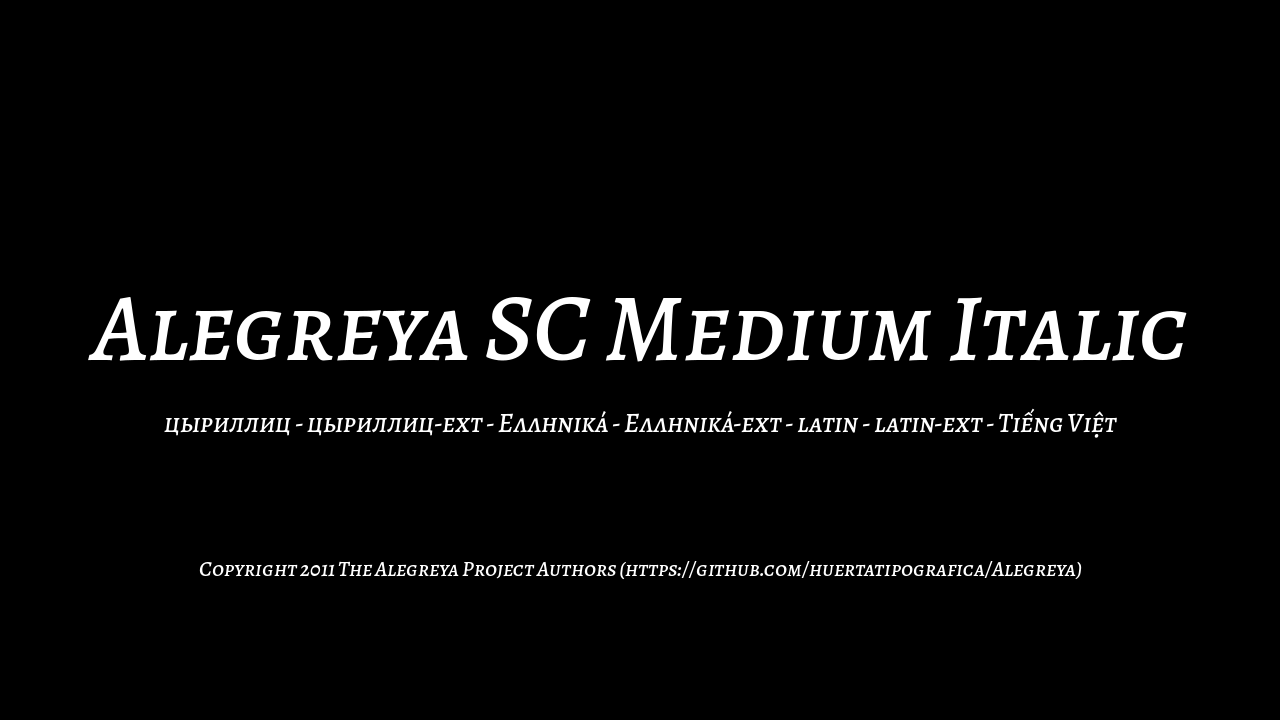 Alegreya SC Medium Italic
цыриллиц - цыриллиц-ext - Ελληνικά - Ελληνικά-ext - latin - latin-ext - Tiếng Việt
Copyright 2011 The Alegreya Project Authors (https://github.com/huertatipografica/Alegreya)